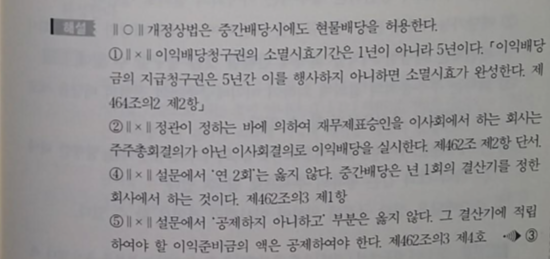 해설 ∥○∥개정상법은 중간배당시에도 현물배당을 허용한다.
①∥×∥이익배당청구권의 소멸시효기간은 1년이 아니라 5년이다. 「이익배당
금의 지급청구권은 5년간 이를 행사하지 아니하면 소멸시효가 완성한다. 제
464조의2 제2항」
②∥×∥정관이 정하는 바에 의하여 재무제표승인을 이사회에서 하는 회사는
주주총회결의가 아닌 이사회결의로 이익배당을 실시한다. 제462조 제2항 단서.
④∥×∥설문에서 '연 2회'는 옳지 않다. 중간배당은 년 1회의 결산기를 정한
회사에서 하는 것이다. 제462조의3 제1항
⑤∥×∥설문에서 '공제하지 아니하고' 부분은 옳지 않다. 그 결산기에 적립
하여야 할 이익준비금의 액은 공제하여야 한다. 제462조의3 제4호 ③